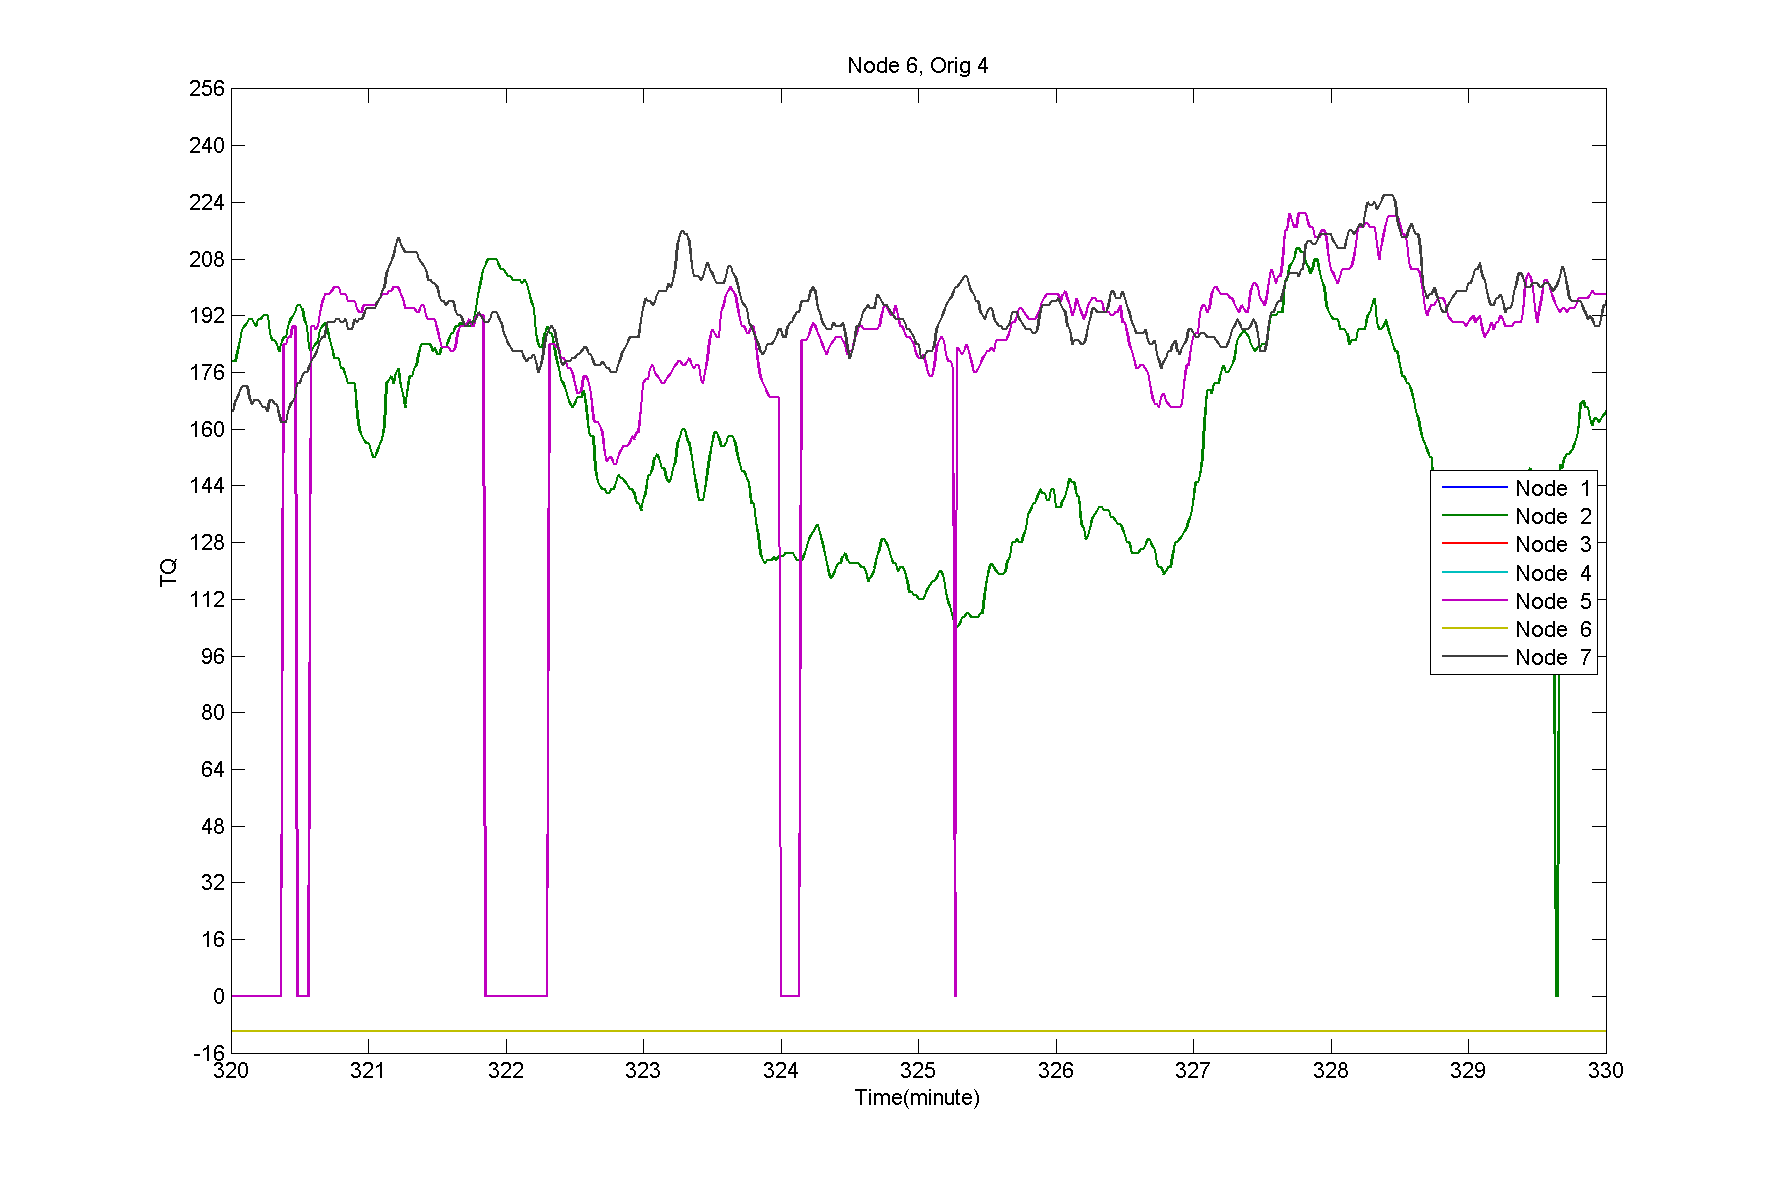 Node 6, Orig 4
256
240
224
208
192
176
160
144
128
112
96
80
64
48
32
16
0
-16
TQ
320 321 322 323 324 325 326 327 328 329 330
Time(minute)
Node 1
Node 2
Node 3
Node 4
Node 5
Node 6
Node 7